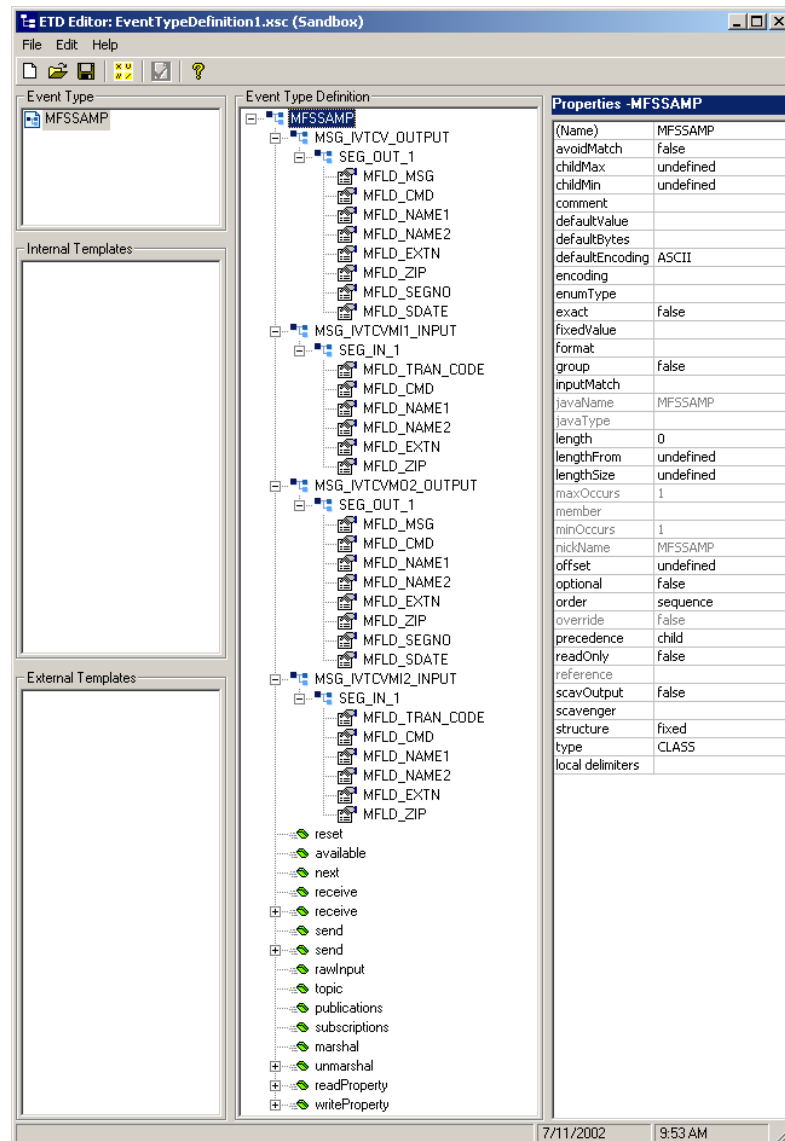 ETD Editor: EventTypeDefinition1.xsc (Sandbox)
File Edit Help
Event Type
MFSSAMP
Internal Templates
External Templates
Event Type Definition
MFSSAMP
MSG_IVTCV_OUTPUT
SEG_OUT_1
MFLD_MSG
MFLD_CMD
MFLD_NAME1
MFLD_NAME2
MFLD_EXTN
MFLD_ZIP
MFLD_SEGNO
MFLD_SDATE
MSG_IVTCVMI1_INPUT
SEG_IN_1
MFLD_TRAN_CODE
MFLD_CMD
MFLD_NAME1
MFLD_NAME2
MFLD_EXTN
MFLD_ZIP
MSG_IVTCVMO2_OUTPUT
SEG_OUT_1
MFLD_MSG
MFLD_CMD
MFLD_NAME1
MFLD_NAME2
MFLD_EXTN
MFLD_ZIP
MFLD_SEGNO
MFLD_SDATE
MSG_IVTCVMI2_INPUT
SEG_IN_1
MFLD_TRAN_CODE
MFLD_CMD
MFLD_NAME1
MFLD_NAME2
MFLD_EXTN
MFLD_ZIP
reset
available
next
receive
receive
send
send
rawInput
topic
publications
subscriptions
marshal
unmarshal
readProperty
writeProperty
Properties -MFSSAMP
(Name) MFSSAMP
avoidMatch false
childMax undefined
childMin undefined
comment
defaultValue
defaultBytes
defaultEncoding ASCII
encoding
enumType
exact false
fixedValue
format
group false
inputMatch
javaName MFSSAMP
javaType
length 0
lengthFrom undefined
lengthSize undefined
maxOccurs 1
member
minOccurs 1
nickName MFSSAMP
offset undefined
optional false
order sequence
override false
precedence child
readOnly false
reference
scavOutput false
scavenger
structure fixed
type CLASS
local delimiters
7/11/2002 9:53 AM